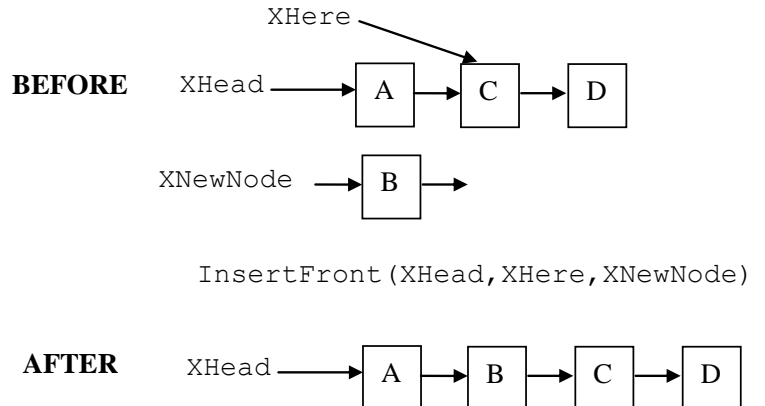 XHere
BEFORE XHead A C D
XNewNode B
InsertFront(XHead,XHere,XNewNode)
AFTER XHead A B C D